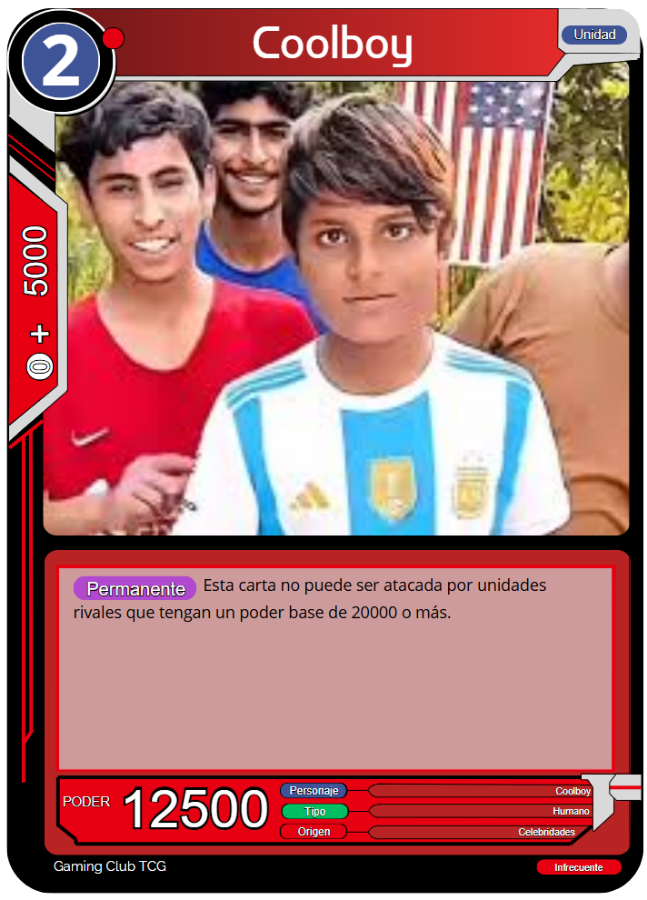 2
Coolboy
Unidad
0 + 5000
Permanente Esta carta no puede ser atacada por unidades
rivales que tengan un poder base de 20000 o más.
PODER 12500
Personaje Coolboy
Tipo Humano
Origen Celebridades
Gaming Club TCG
Infrecuente